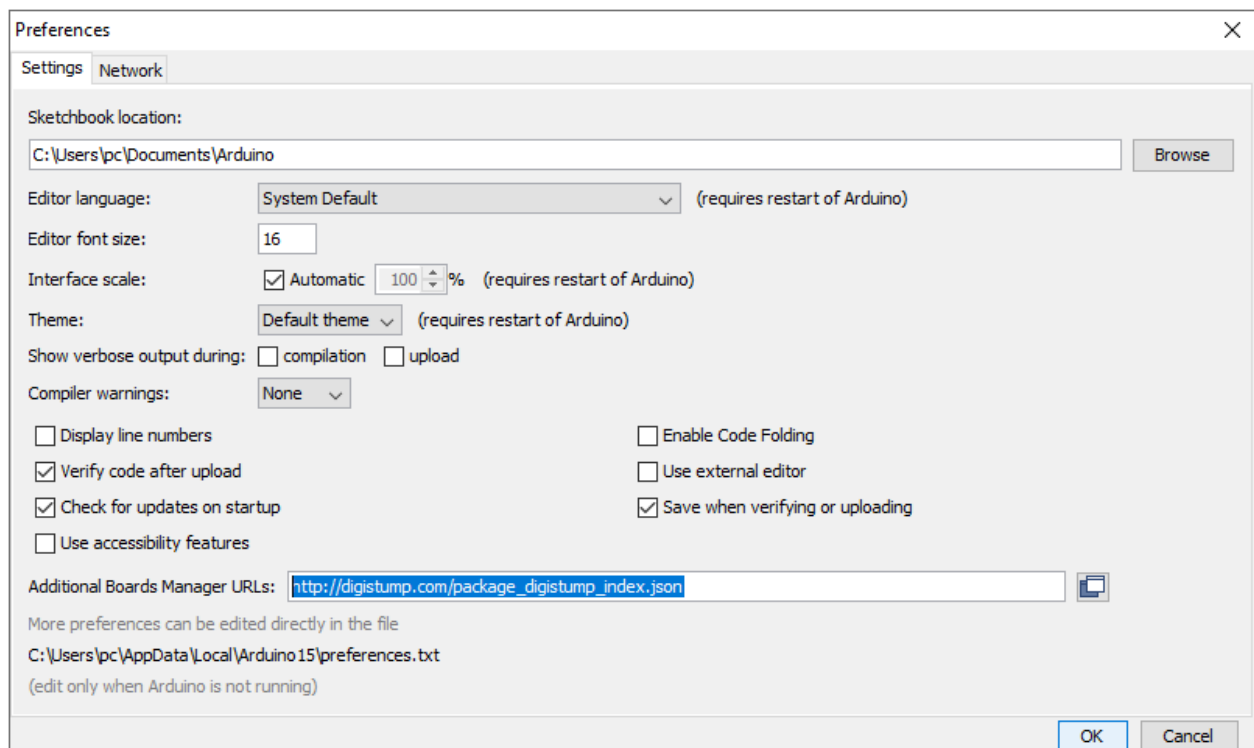 Preferences
Settings Network
Sketchbook location:
C:\Users\pc\Documents\Arduino Browse
Editor language: System Default (requires restart of Arduino)
Editor font size: 16
Interface scale: Automatic 100 % (requires restart of Arduino)
Theme: Default theme (requires restart of Arduino)
Show verbose output during: compilation upload
Compiler warnings: None
Display line numbers Enable Code Folding
Verify code after upload Use external editor
Check for updates on startup Save when verifying or uploading
Use accessibility features
Additional Boards Manager URLs: http://digistump.com/package_digistump_index.json
More preferences can be edited directly in the file
C:\Users\pc\AppData\Local\Arduino15\preferences.txt
(edit only when Arduino is not running)
OK Cancel